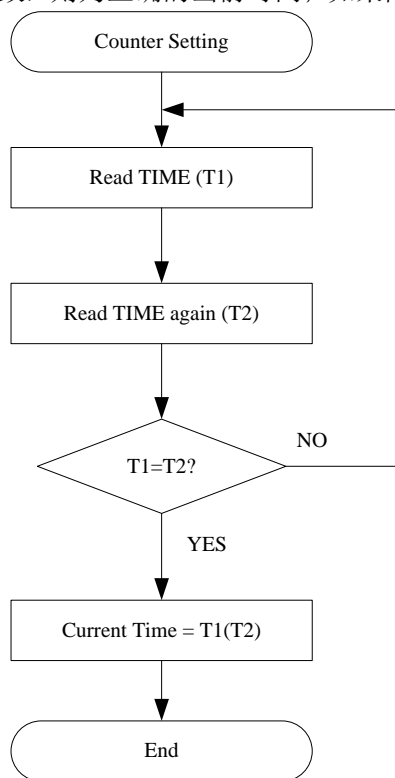 Counter Setting
Read TIME (T1)
Read TIME again (T2)
T1=T2?
NO
YES
Current Time = T1(T2)
End